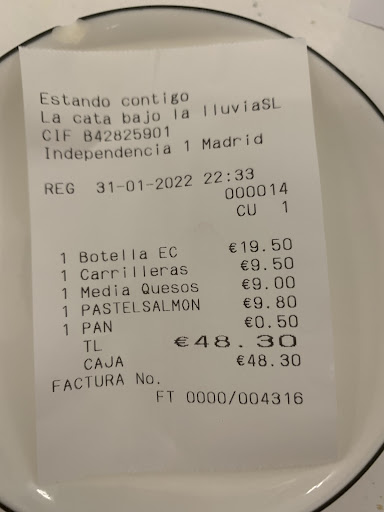 Estando contigo
La cata bajo la lluviaSL
CIF B42825901
Independencia 1 Madrid
REG 31-01-2022 22:33
000014
CU 1
1 Botella EC €19.50
1 Carrilleras €9.50
1 Media Quesos €9.00
1 PASTELSALMON €9.80
1 PAN €0.50
TL €48.30
CAJA €48.30
FACTURA No.
FT 0000/004316